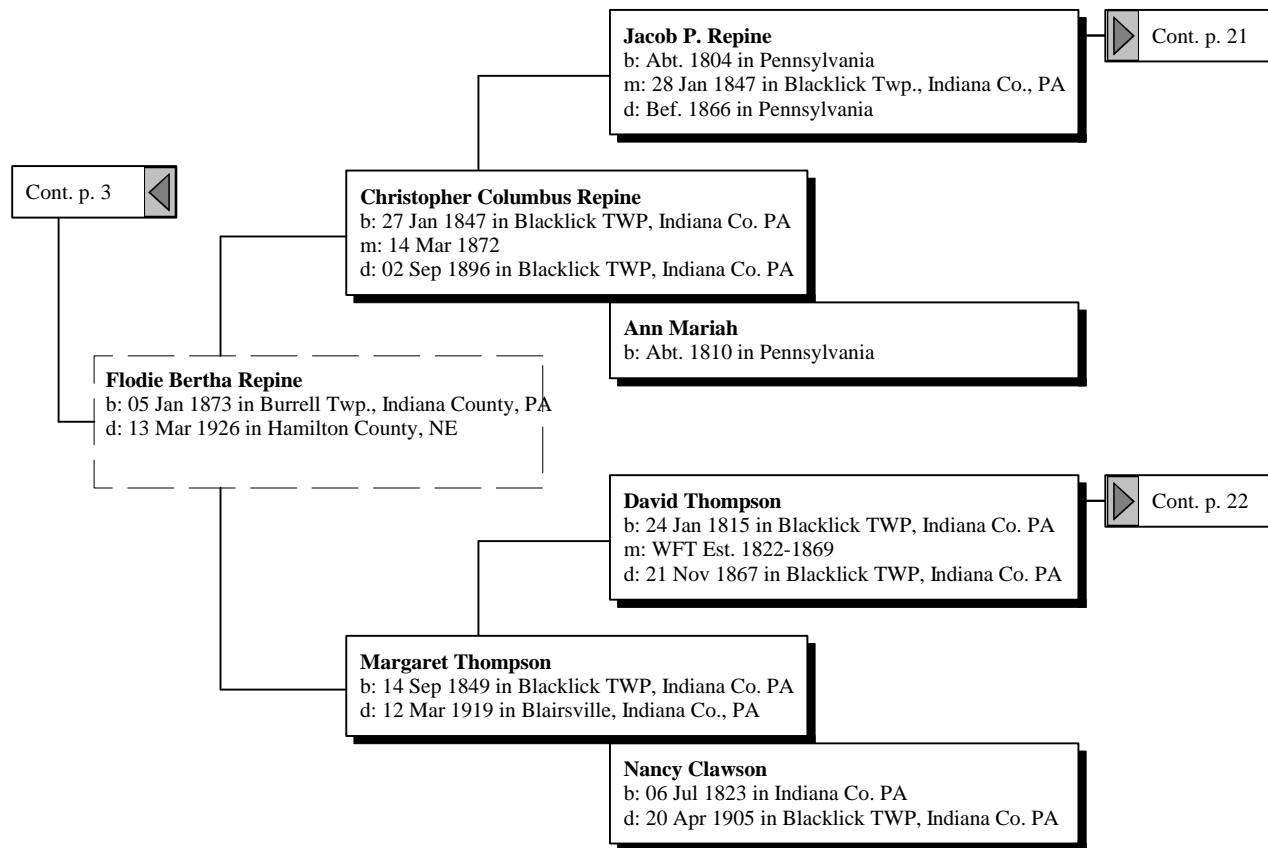 Jacob P. Repine
b: Abt. 1804 in Pennsylvania
m: 28 Jan 1847 in Blacklick Twp., Indiana Co., PA
d: Bef. 1866 in Pennsylvania
Cont. p. 21
Cont. p. 3
Christopher Columbus Repine
b: 27 Jan 1847 in Blacklick TWP, Indiana Co. PA
m: 14 Mar 1872
d: 02 Sep 1896 in Blacklick TWP, Indiana Co. PA
Ann Mariah
b: Abt. 1810 in Pennsylvania
Flodie Bertha Repine
b: 05 Jan 1873 in Burrell Twp., Indiana County, PA
d: 13 Mar 1926 in Hamilton County, NE
David Thompson
b: 24 Jan 1815 in Blacklick TWP, Indiana Co. PA
m: WFT Est. 1822-1869
d: 21 Nov 1867 in Blacklick TWP, Indiana Co. PA
Cont. p. 22
Margaret Thompson
b: 14 Sep 1849 in Blacklick TWP, Indiana Co. PA
d: 12 Mar 1919 in Blairsville, Indiana Co., PA
Nancy Clawson
b: 06 Jul 1823 in Indiana Co. PA
d: 20 Apr 1905 in Blacklick TWP, Indiana Co. PA